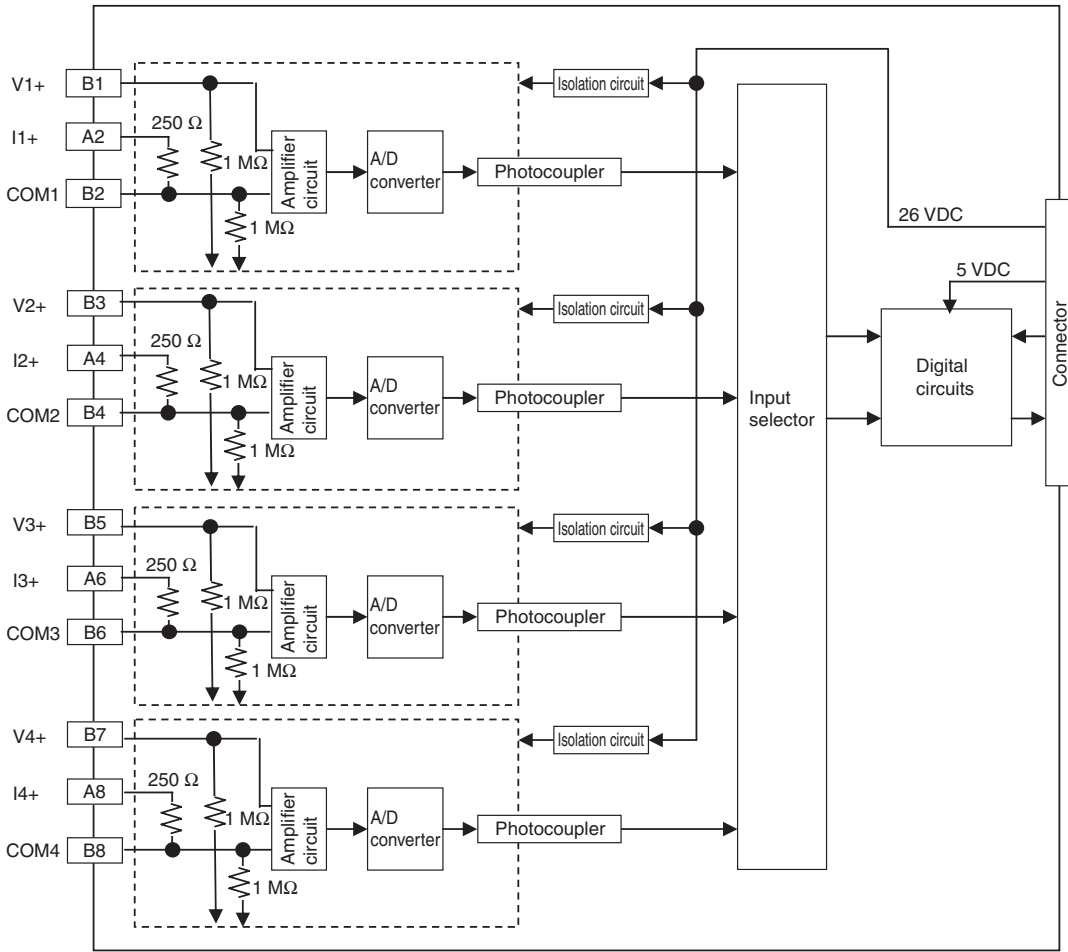 V1+
B1
Isolation circuit
I1+
A2
250 Ω
1 MΩ
Amplifier
circuit
A/D
converter
Photocoupler
COM1
B2
1 MΩ
26 VDC
5 VDC
V2+
B3
Isolation circuit
I2+
A4
250 Ω
1 MΩ
Amplifier
circuit
A/D
converter
Photocoupler
COM2
B4
1 MΩ
Input
selector
Digital
circuits
Connector
V3+
B5
Isolation circuit
I3+
A6
250 Ω
1 MΩ
Amplifier
circuit
A/D
converter
Photocoupler
COM3
B6
1 MΩ
V4+
B7
Isolation circuit
I4+
A8
250 Ω
1 MΩ
Amplifier
circuit
A/D
converter
Photocoupler
COM4
B8
1 MΩ